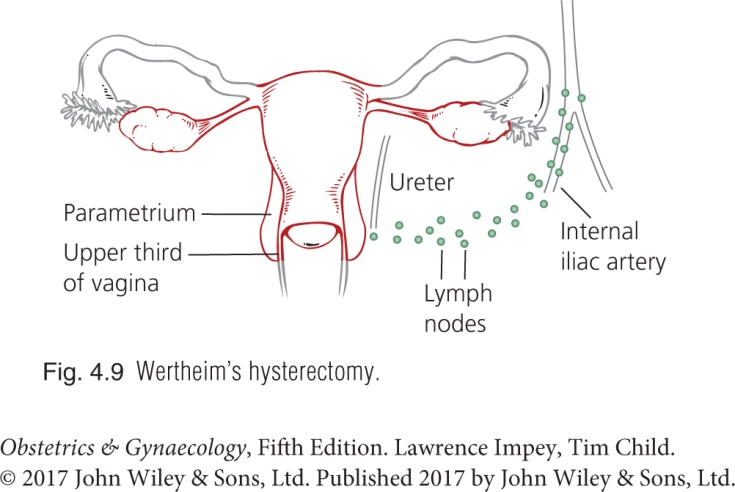 Ureter
Parametrium
Upper third
of vagina
Internal
iliac artery
Lymph
nodes
Fig. 4.9 Wertheim's hysterectomy.
Obstetrics & Gynaecology, Fifth Edition. Lawrence Impey, Tim Child.
© 2017 John Wiley & Sons, Ltd. Published 2017 by John Wiley & Sons, Ltd.